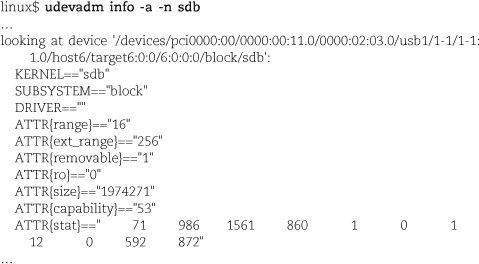 linux$ udevadm info -a -n sdb
…
looking at device '/devices/pci0000:00/0000:00:11.0/0000:02:03.0/usb1/1-1/1-1:
1.0/host6/target6:0:0/6:0:0:0/block/sdb':
KERNEL=="sdb"
SUBSYSTEM=="block"
DRIVER==""
ATTR{range}=="16"
ATTR{ext_range}=="256"
ATTR{removable}=="1"
ATTR{ro}=="0"
ATTR{size}=="1974271"
ATTR{capability}=="53"
ATTR{stat}==" 71 986 1561 860 1 0 1
12 0 592 872"
…